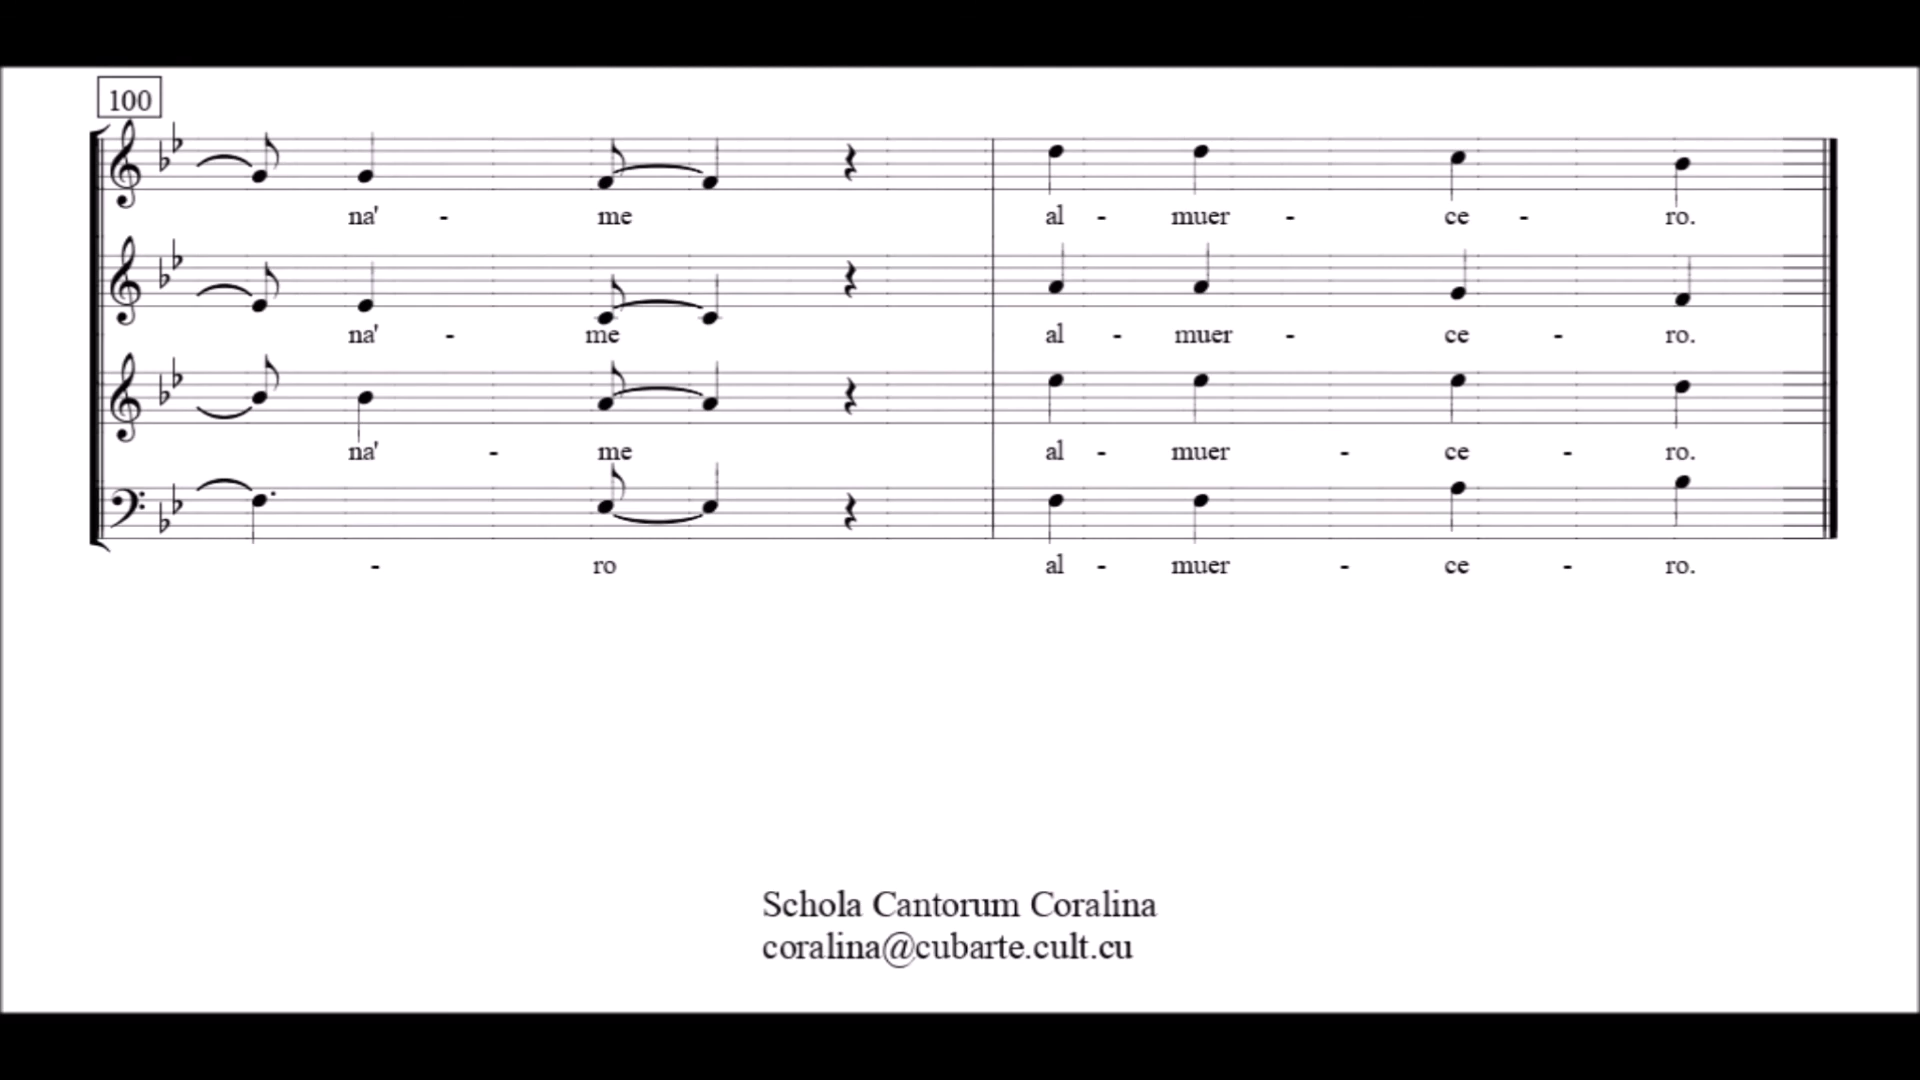 100
na' - me al - muer - ce - ro.
na' - me al - muer - ce - ro.
na' - me al - muer - ce - ro.
- ro al - muer - ce - ro.
Schola Cantorum Coralina
coralina@cubarte.cult.cu